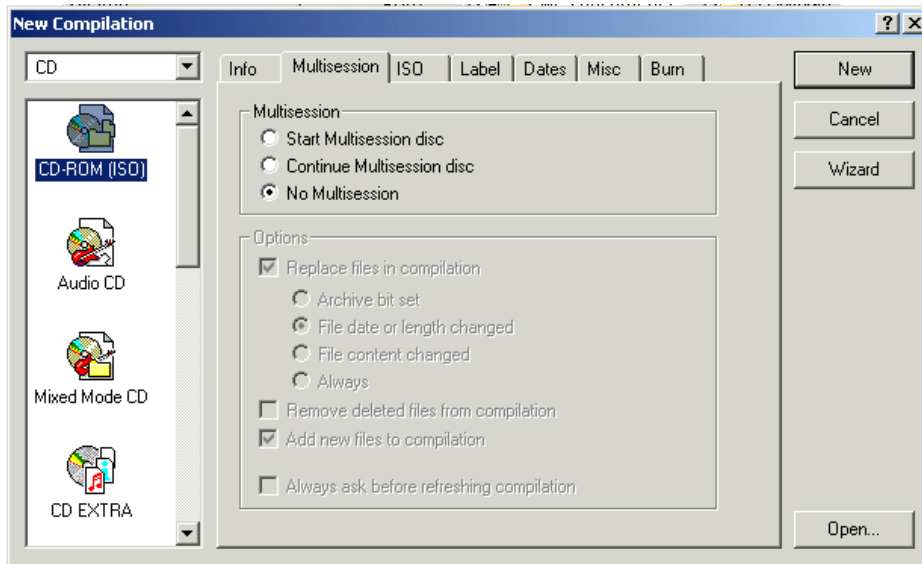 New Compilation
CD
CD-ROM (ISO)
Audio CD
Mixed Mode CD
CD EXTRA
Info Multisession ISO Label Dates Misc Burn
Multisession
Start Multisession disc
Continue Multisession disc
No Multisession
Options
Replace files in compilation
Archive bit set
File date or length changed
File content changed
Always
Remove deleted files from compilation
Add new files to compilation
Always ask before refreshing compilation
New
Cancel
Wizard
Open...